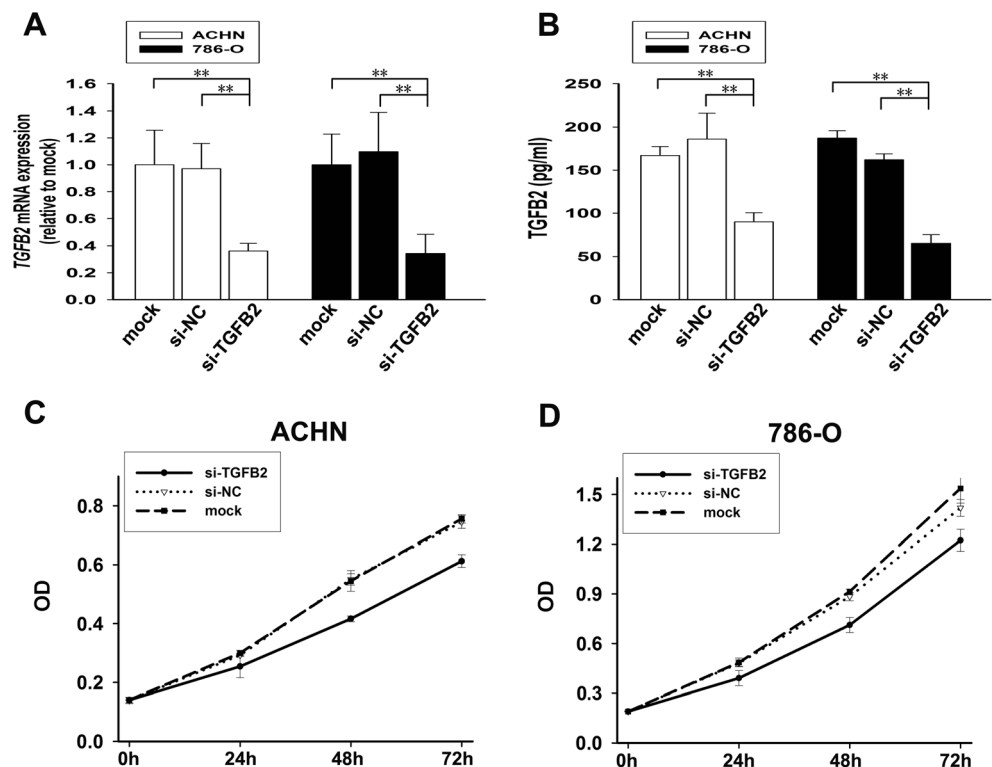 A
ACHN
786-O
TGFB2 mRNA expression
(relative to mock)
1.6
1.4
1.2
1.0
0.8
0.6
0.4
0.2
0.0
**
**
**
**
mock
si-NC
si-TGFB2
mock
si-NC
si-TGFB2
B
ACHN
786-O
TGFB2 (pg/ml)
250
200
150
100
50
0
**
**
**
**
mock
si-NC
si-TGFB2
mock
si-NC
si-TGFB2
C
ACHN
si-TGFB2
si-NC
mock
OD
0.8
0.6
0.4
0.2
0.0
0h
24h
48h
72h
D
786-O
si-TGFB2
si-NC
mock
OD
1.5
1.2
0.9
0.6
0.3
0.0
0h
24h
48h
72h